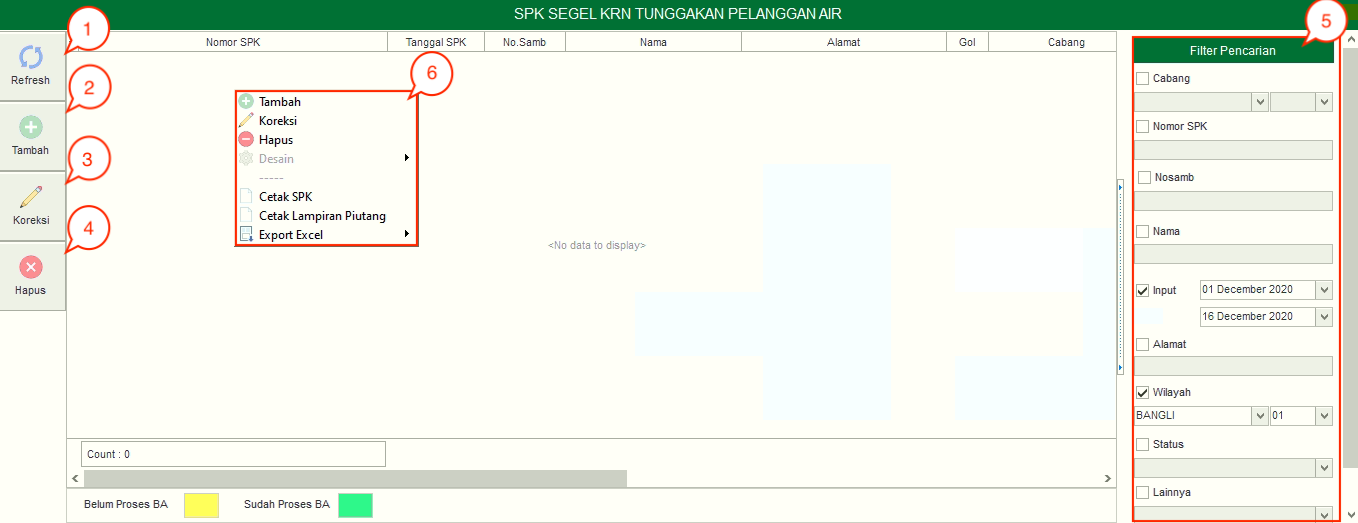 SPK SEGEL KRN TUNGGAKAN PELANGGAN AIR
1
Refresh
2
Tambah
3
Koreksi
4
Hapus
Nomor SPK Tanggal SPK No.Samb Nama Alamat Gol Cabang
6
Tambah
Koreksi
Hapus
Desain
-----
Cetak SPK
Cetak Lampiran Piutang
Export Excel
<No data to display>
Count : 0
Belum Proses BA Sudah Proses BA
5
Filter Pencarian
Cabang
Nomor SPK
Nosamb
Nama
Input 01 December 2020
16 December 2020
Alamat
Wilayah
BANGLI 01
Status
Lainnya